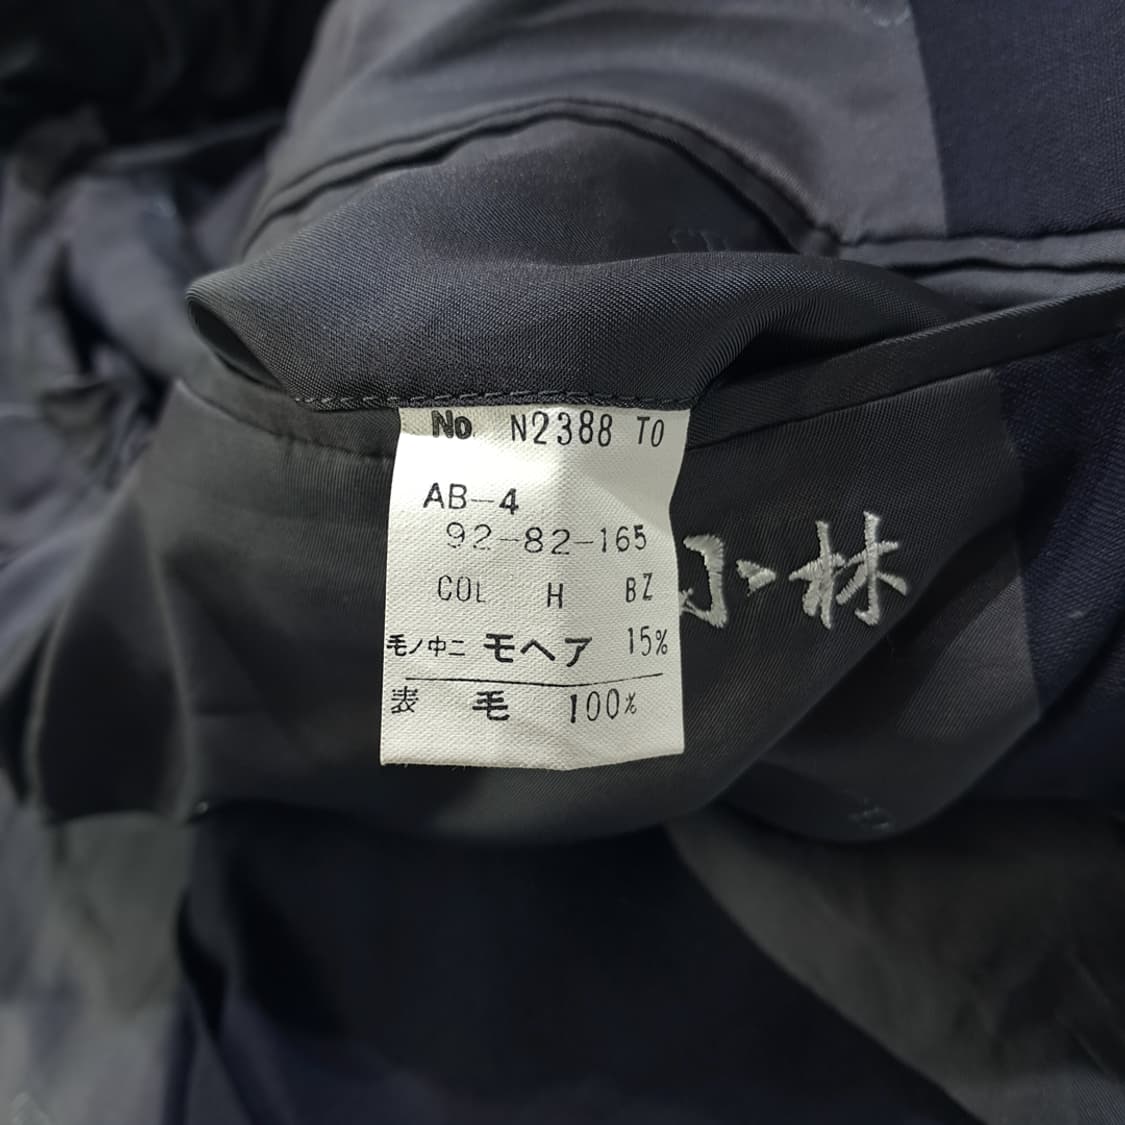 No N2388 TO
AB-4
92-82-165
COL H BZ
毛ノ中ニ モヘア 15%
表 毛 100%
小林